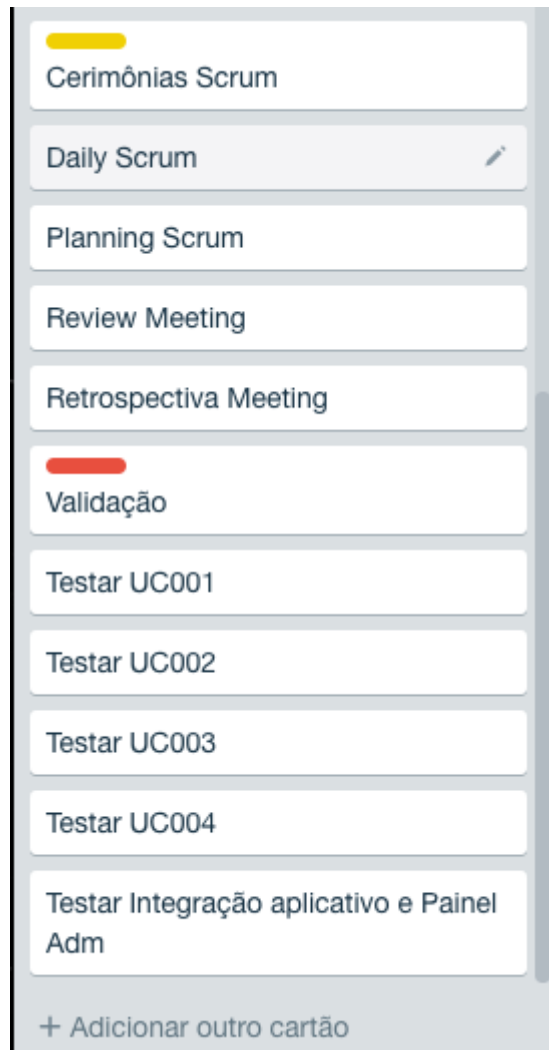 Cerimônias Scrum
Daily Scrum
Planning Scrum
Review Meeting
Retrospectiva Meeting
Validação
Testar UC001
Testar UC002
Testar UC003
Testar UC004
Testar Integração aplicativo e Painel
Adm
+ Adicionar outro cartão